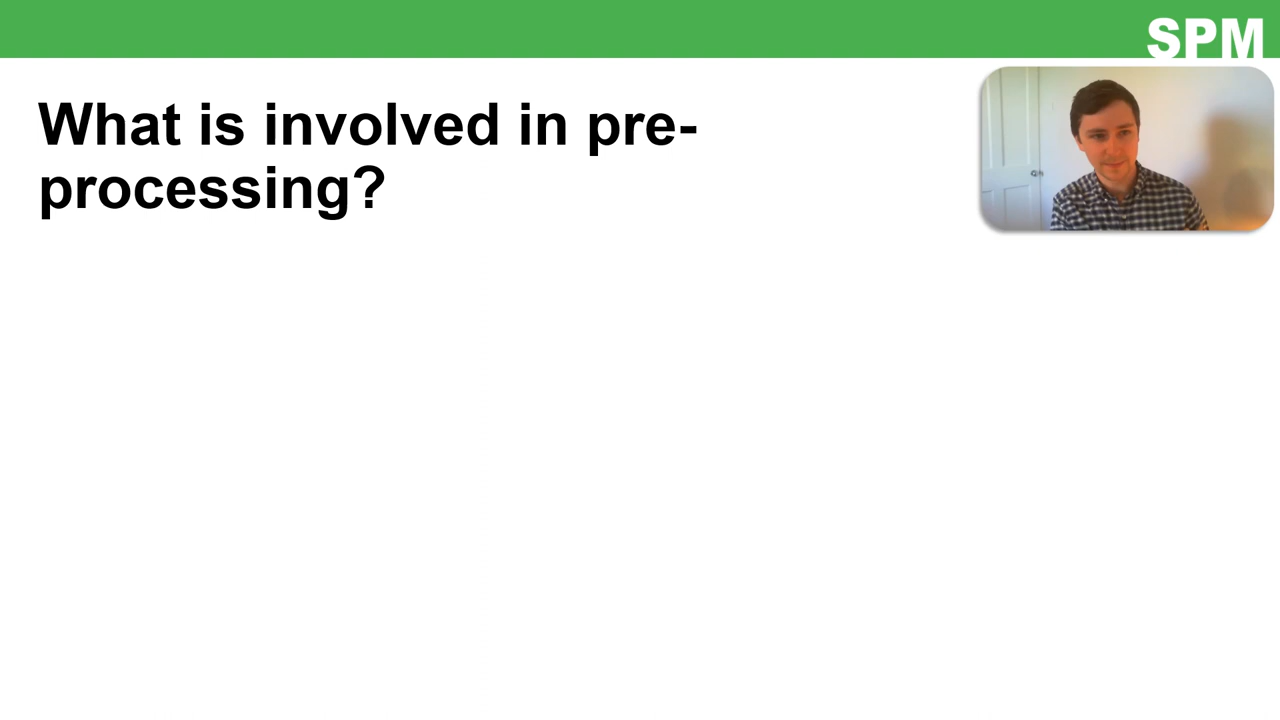 SPM
What is involved in pre-
processing?